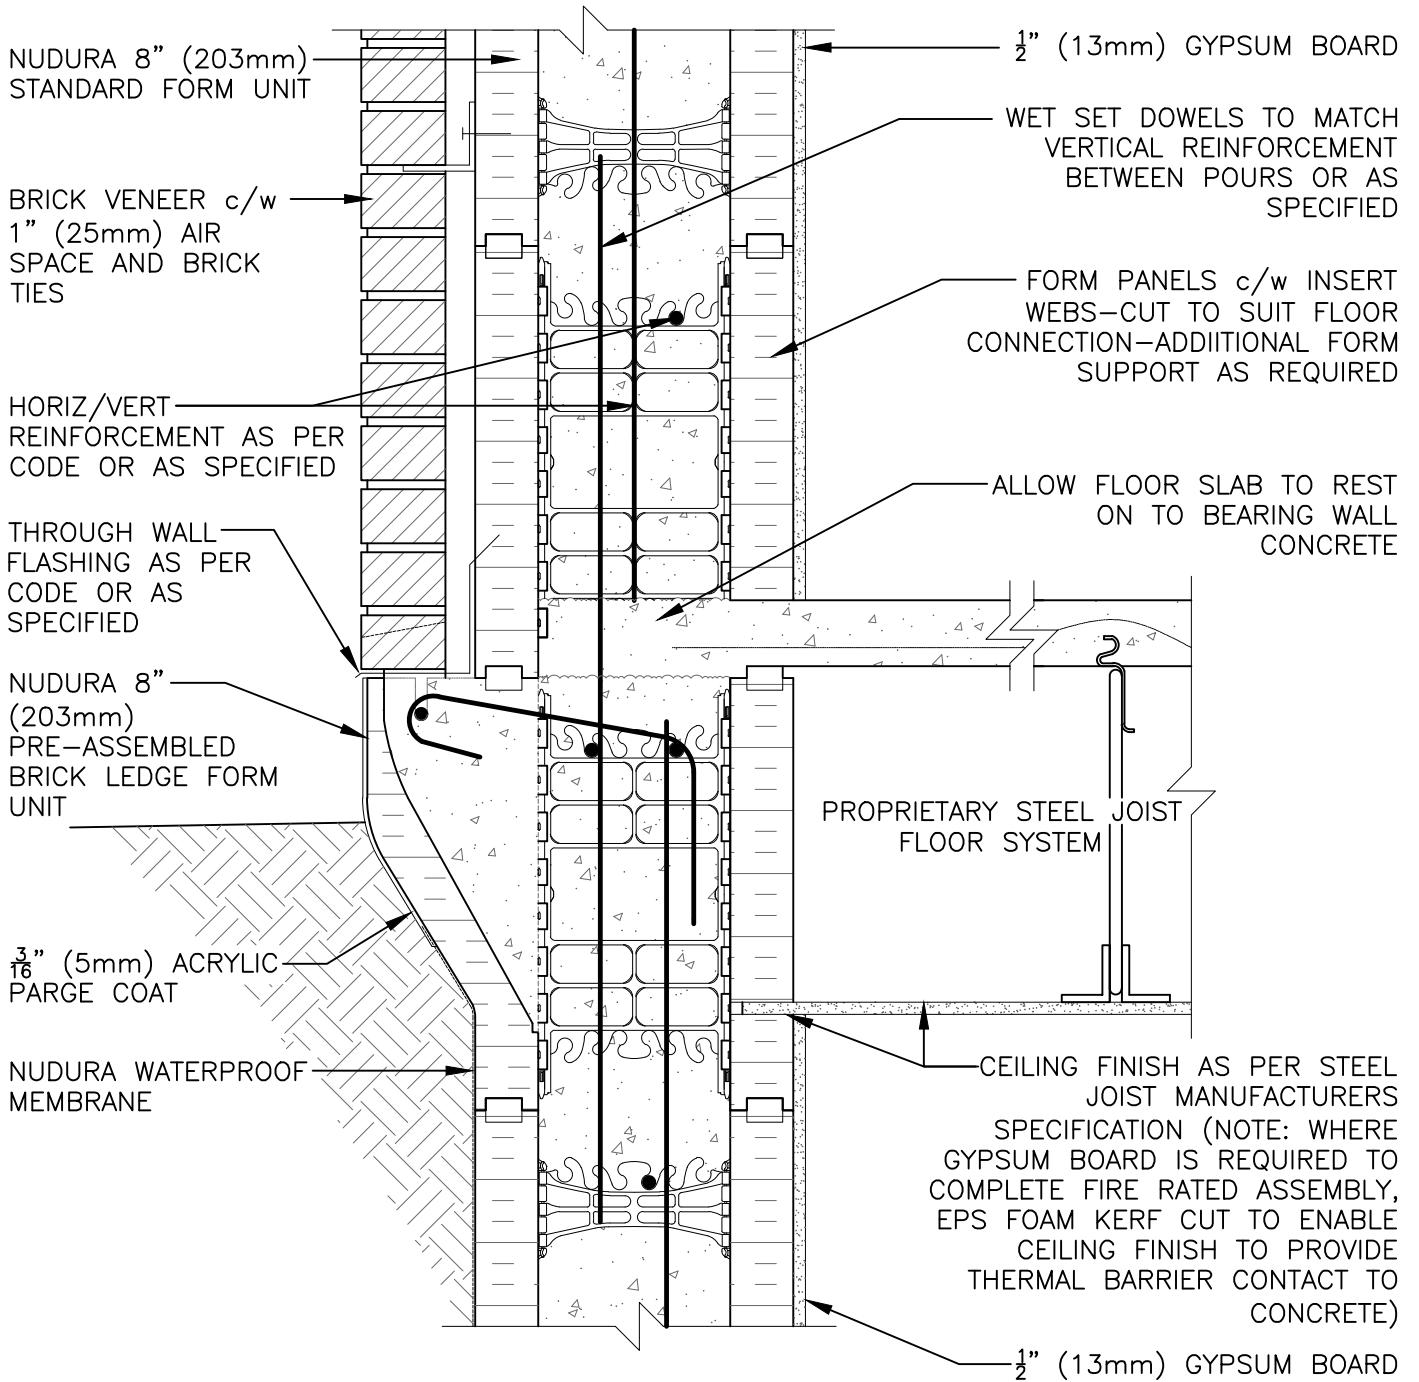 NUDURA 8" (203mm)
STANDARD FORM UNIT
BRICK VENEER c/w
1" (25mm) AIR
SPACE AND BRICK
TIES
HORIZ/VERT
REINFORCEMENT AS PER
CODE OR AS SPECIFIED
THROUGH WALL
FLASHING AS PER
CODE OR AS
SPECIFIED
NUDURA 8"
(203mm)
PRE-ASSEMBLED
BRICK LEDGE FORM
UNIT
3/16" (5mm) ACRYLIC
PARGE COAT
NUDURA WATERPROOF
MEMBRANE
1/2" (13mm) GYPSUM BOARD
WET SET DOWELS TO MATCH
VERTICAL REINFORCEMENT
BETWEEN POURS OR AS
SPECIFIED
FORM PANELS c/w INSERT
WEBS-CUT TO SUIT FLOOR
CONNECTION-ADDIITIONAL FORM
SUPPORT AS REQUIRED
ALLOW FLOOR SLAB TO REST
ON TO BEARING WALL
CONCRETE
PROPRIETARY STEEL JOIST
FLOOR SYSTEM
CEILING FINISH AS PER STEEL
JOIST MANUFACTURERS
SPECIFICATION (NOTE: WHERE
GYPSUM BOARD IS REQUIRED TO
COMPLETE FIRE RATED ASSEMBLY,
EPS FOAM KERF CUT TO ENABLE
CEILING FINISH TO PROVIDE
THERMAL BARRIER CONTACT TO
CONCRETE)
1/2" (13mm) GYPSUM BOARD